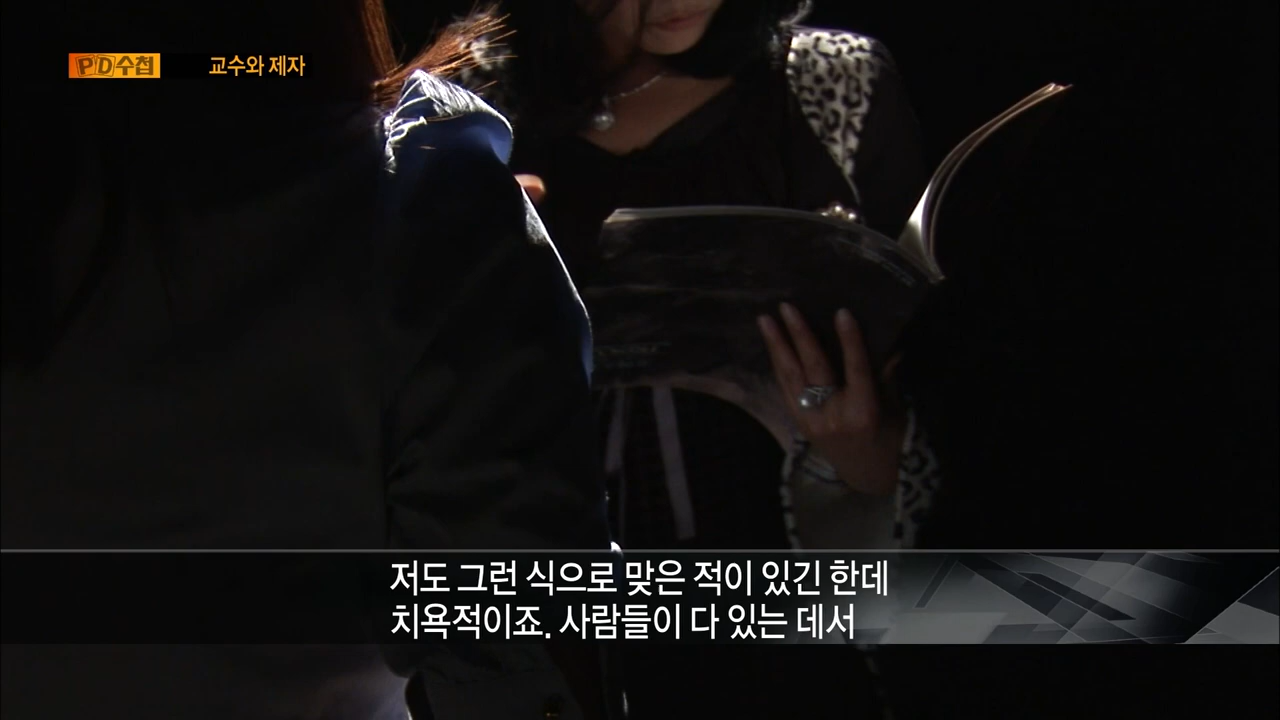 PD수첩 교수와 제자
저도 그런 식으로 맞은 적이 있긴 한데
치욕적이죠. 사람들이 다 있는 데서